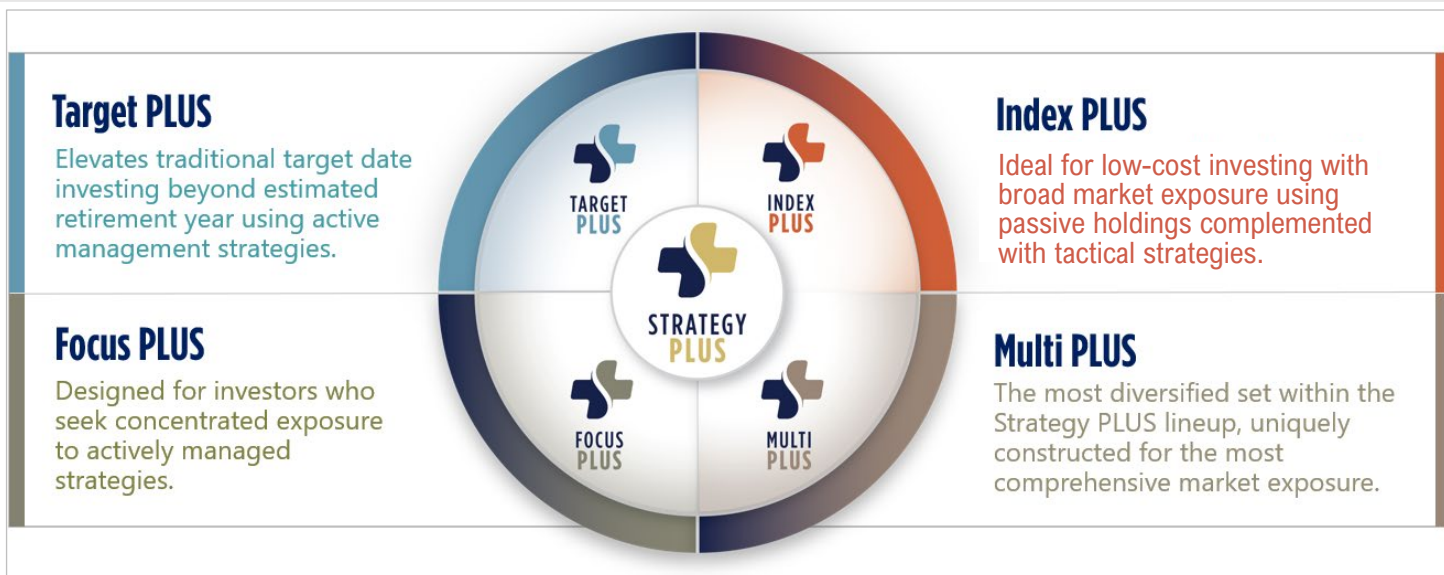 Target PLUS
Elevates traditional target date
investing beyond estimated
retirement year using active
management strategies.
Focus PLUS
Designed for investors who
seek concentrated exposure
to actively managed
strategies.
TARGET
PLUS
INDEX
PLUS
STRATEGY
PLUS
FOCUS
PLUS
MULTI
PLUS
Index PLUS
Ideal for low-cost investing with
broad market exposure using
passive holdings complemented
with tactical strategies.
Multi PLUS
The most diversified set within the
Strategy PLUS lineup, uniquely
constructed for the most
comprehensive market exposure.